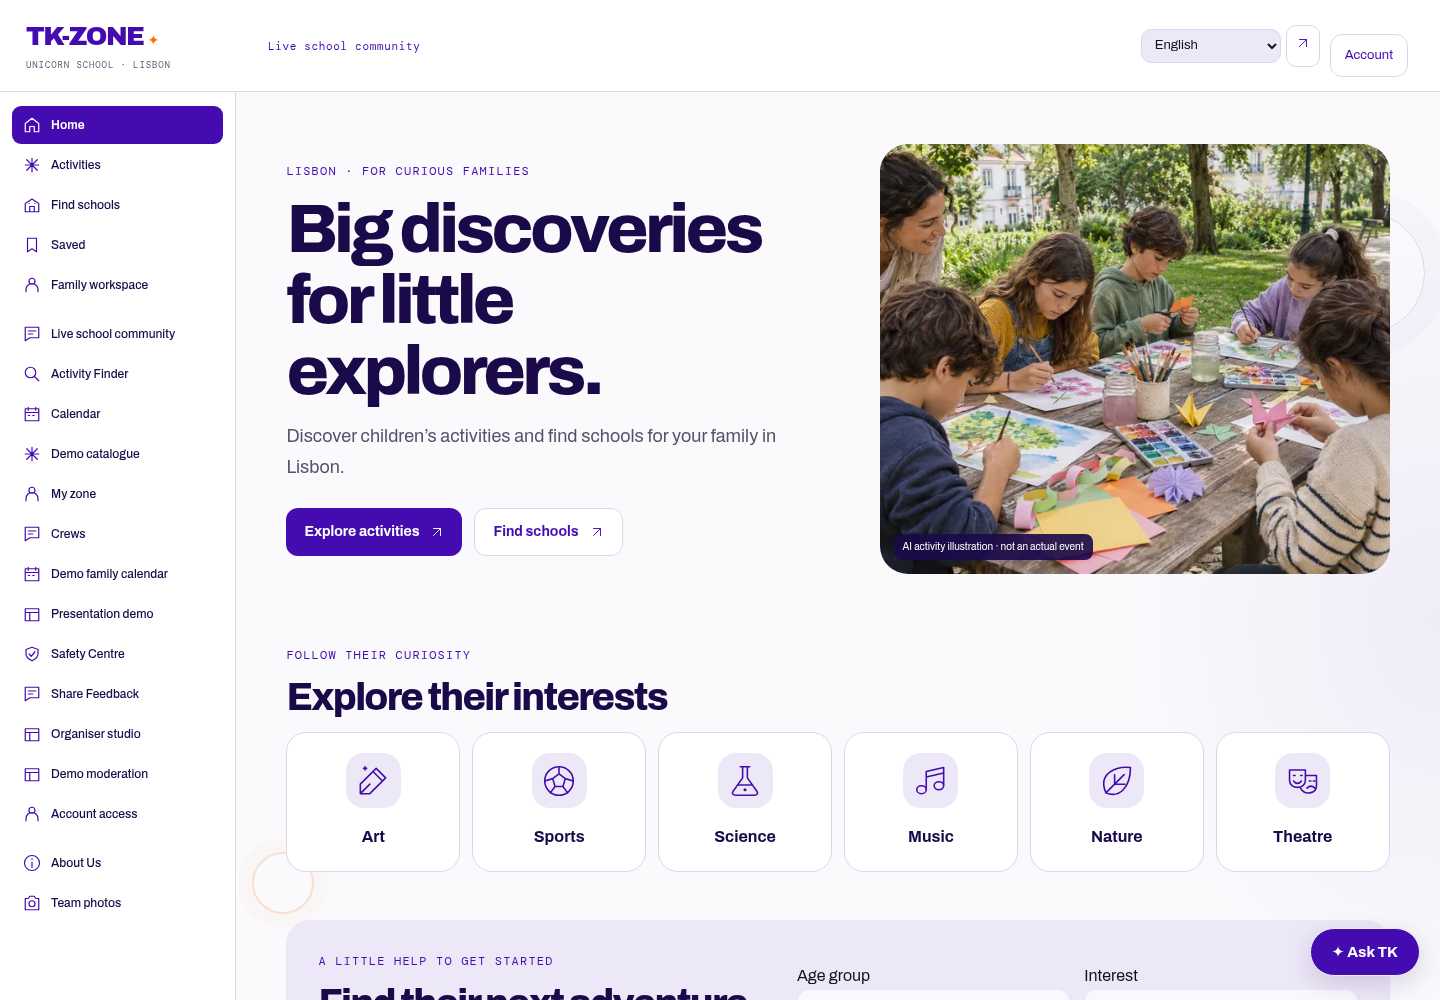 TK-ZONE
UNICORN SCHOOL · LISBON
Live school community
English
Account
Home
Activities
Find schools
Saved
Family workspace
Live school community
Activity Finder
Calendar
Demo catalogue
My zone
Crews
Demo family calendar
Presentation demo
Safety Centre
Share Feedback
Organiser studio
Demo moderation
Account access
About Us
Team photos
LISBON · FOR CURIOUS FAMILIES
Big discoveries
for little
explorers.
Discover children’s activities and find schools for your family in
Lisbon.
Explore activities
Find schools
AI activity illustration · not an actual event
FOLLOW THEIR CURIOSITY
Explore their interests
Art
Sports
Science
Music
Nature
Theatre
A LITTLE HELP TO GET STARTED
Find their next adventure
Age group
Interest
Ask TK